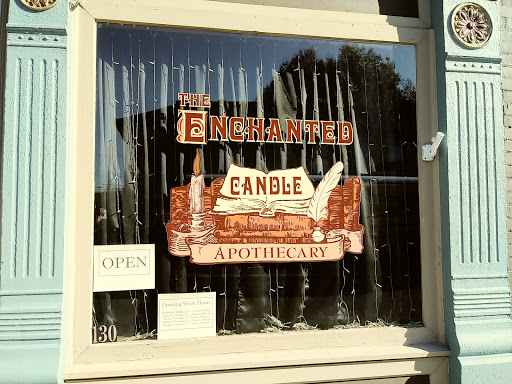 THE
ENCHANTED
CANDLE
APOTHECARY
OPEN
Opening Week Hours
130